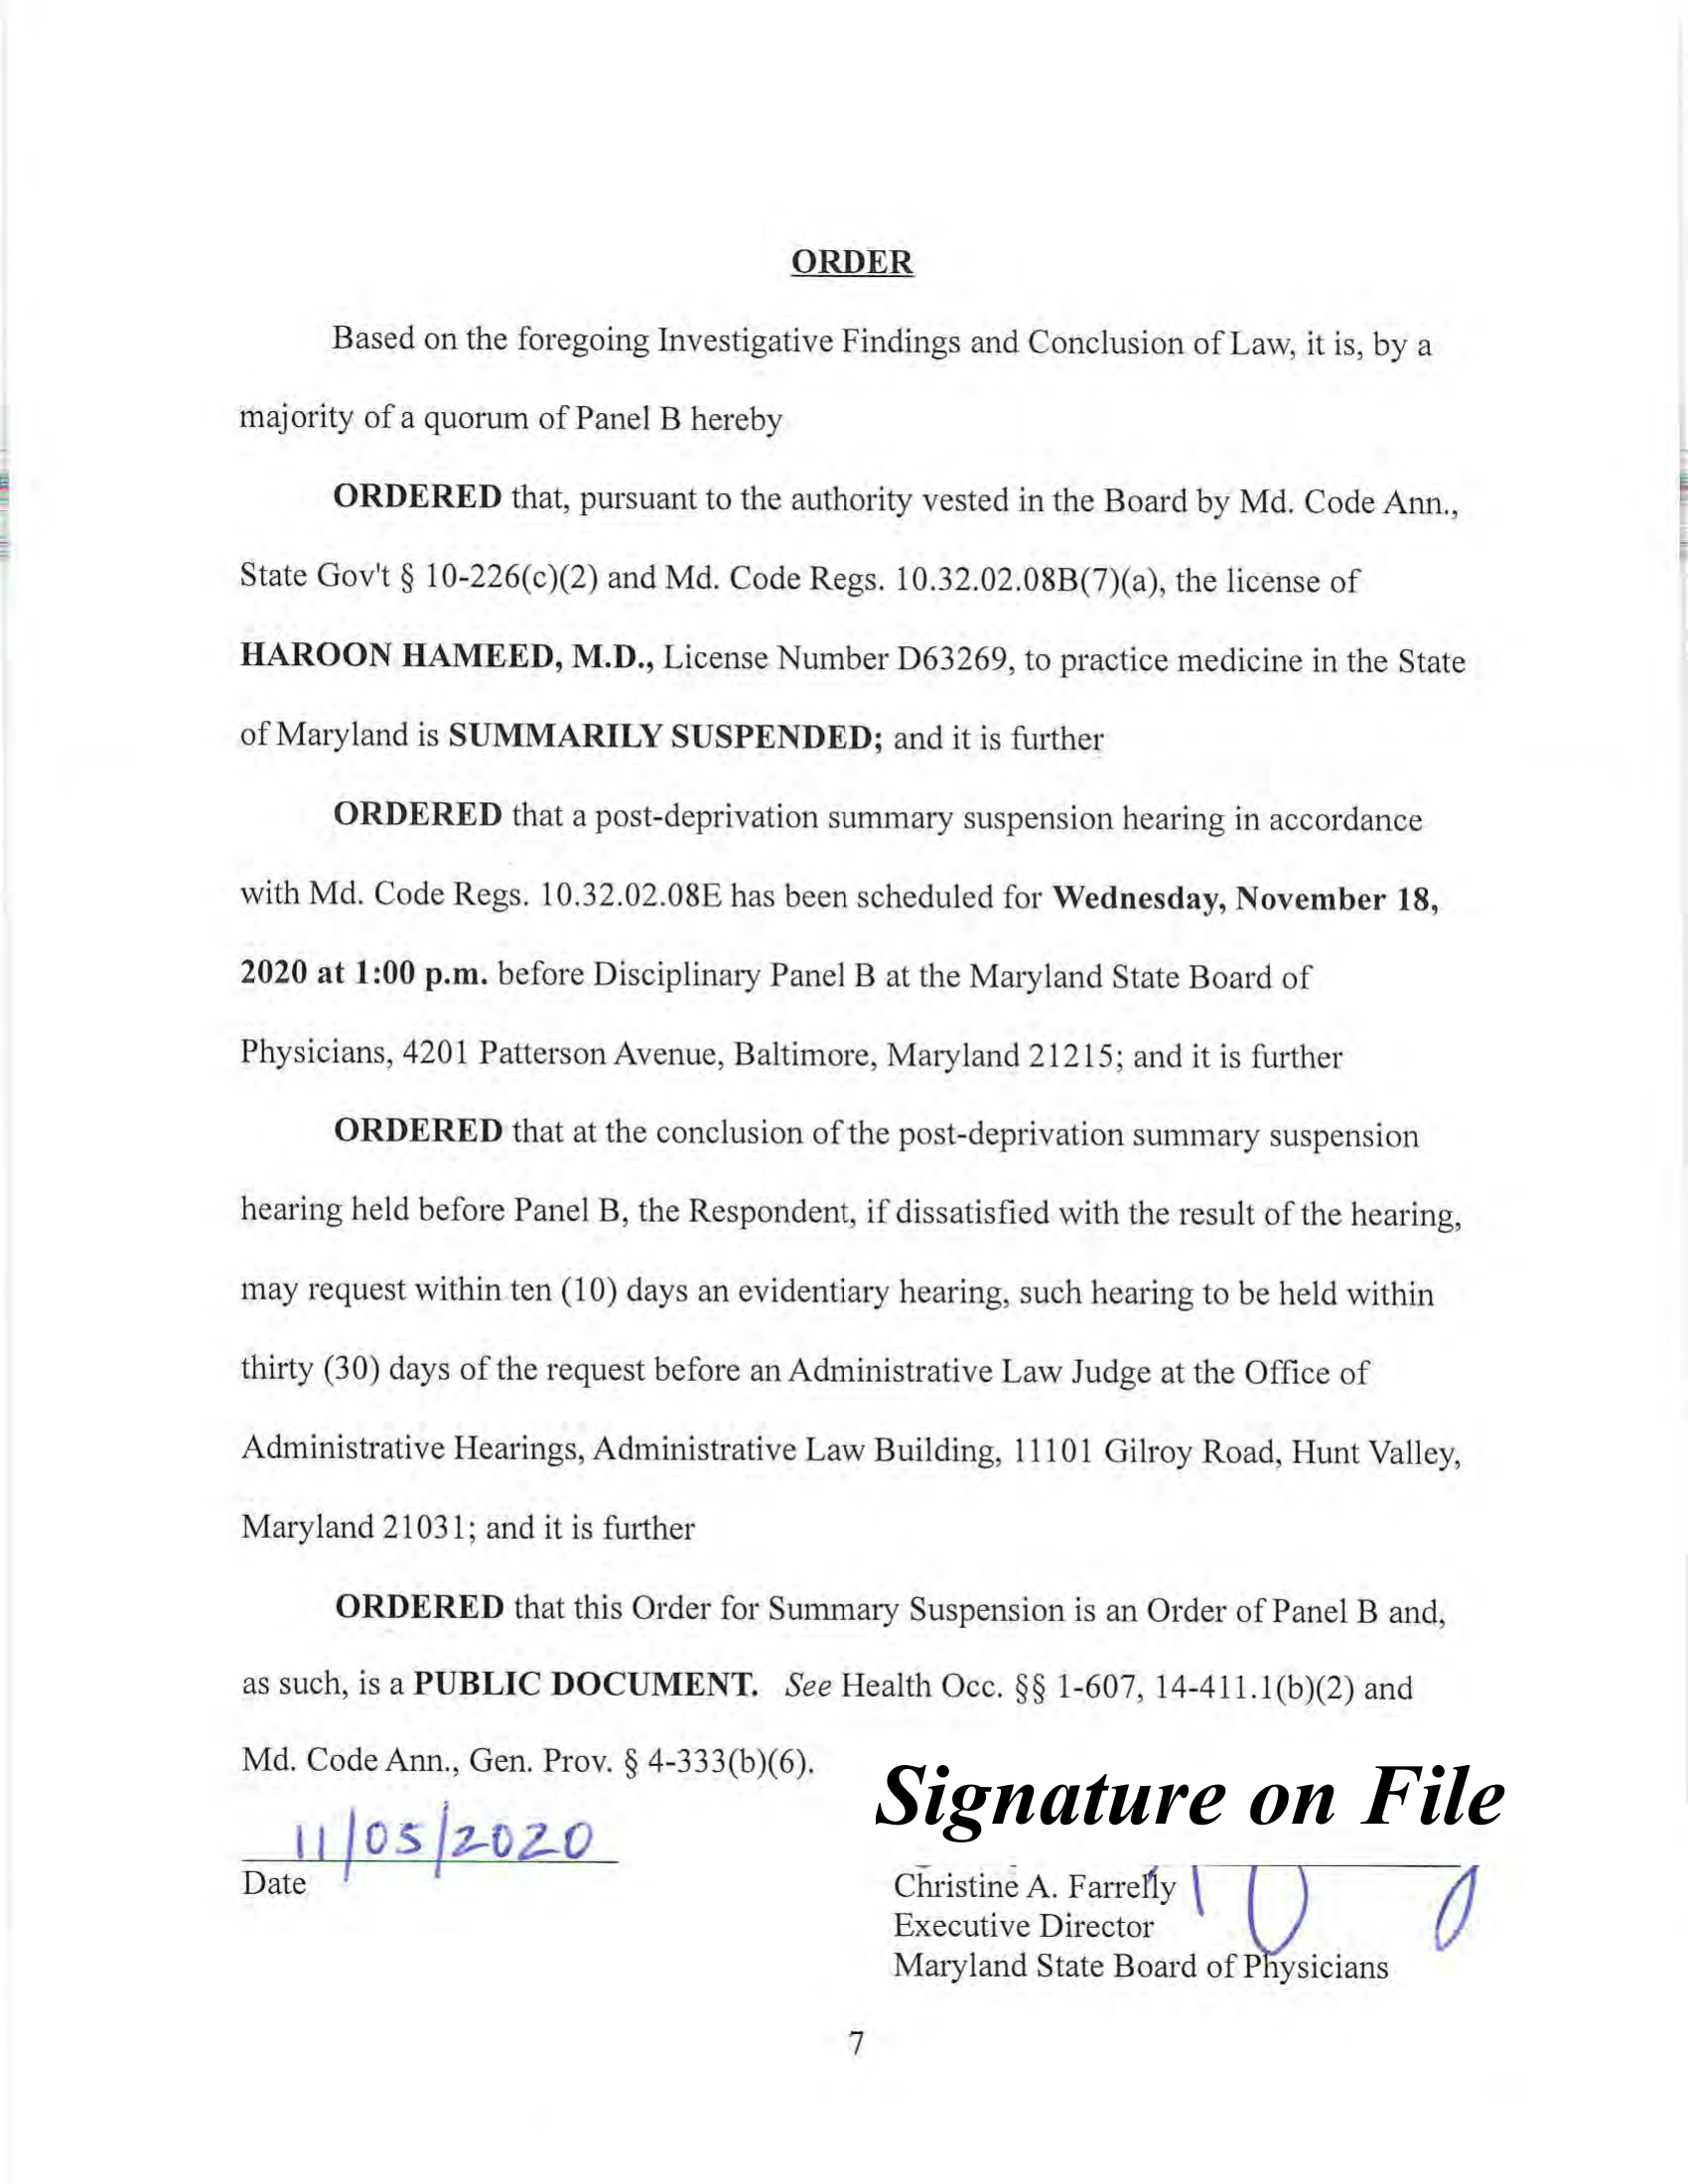 ORDER
Based on the foregoing Investigative Findings and Conclusion of Law, it is, by a
majority of a quorum of Panel B hereby
ORDERED that, pursuant to the authority vested in the Board by Md. Code Ann.,
State Gov't § 10-226(c)(2) and Md. Code Regs. 10.32.02.08B(7)(a), the license of
HAROON HAMEED, M.D., License Number D63269, to practice medicine in the State
of Maryland is SUMMARILY SUSPENDED; and it is further
ORDERED that a post-deprivation summary suspension hearing in accordance
with Md. Code Regs. 10.32.02.08E has been scheduled for Wednesday, November 18,
2020 at 1:00 p.m. before Disciplinary Panel B at the Maryland State Board of
Physicians, 4201 Patterson Avenue, Baltimore, Maryland 21215; and it is further
ORDERED that at the conclusion of the post-deprivation summary suspension
hearing held before Panel B, the Respondent, if dissatisfied with the result of the hearing,
may request within ten (10) days an evidentiary hearing, such hearing to be held within
thirty (30) days of the request before an Administrative Law Judge at the Office of
Administrative Hearings, Administrative Law Building, 11101 Gilroy Road, Hunt Valley,
Maryland 21031; and it is further
ORDERED that this Order for Summary Suspension is an Order of Panel B and,
as such, is a PUBLIC DOCUMENT. See Health Occ. §§ 1-607, 14-411.1(b)(2) and
Md. Code Ann., Gen. Prov. § 4-333(b)(6).
Signature on File
11/05/2020
Date
Christine A. Farrelly
Executive Director
Maryland State Board of Physicians
7